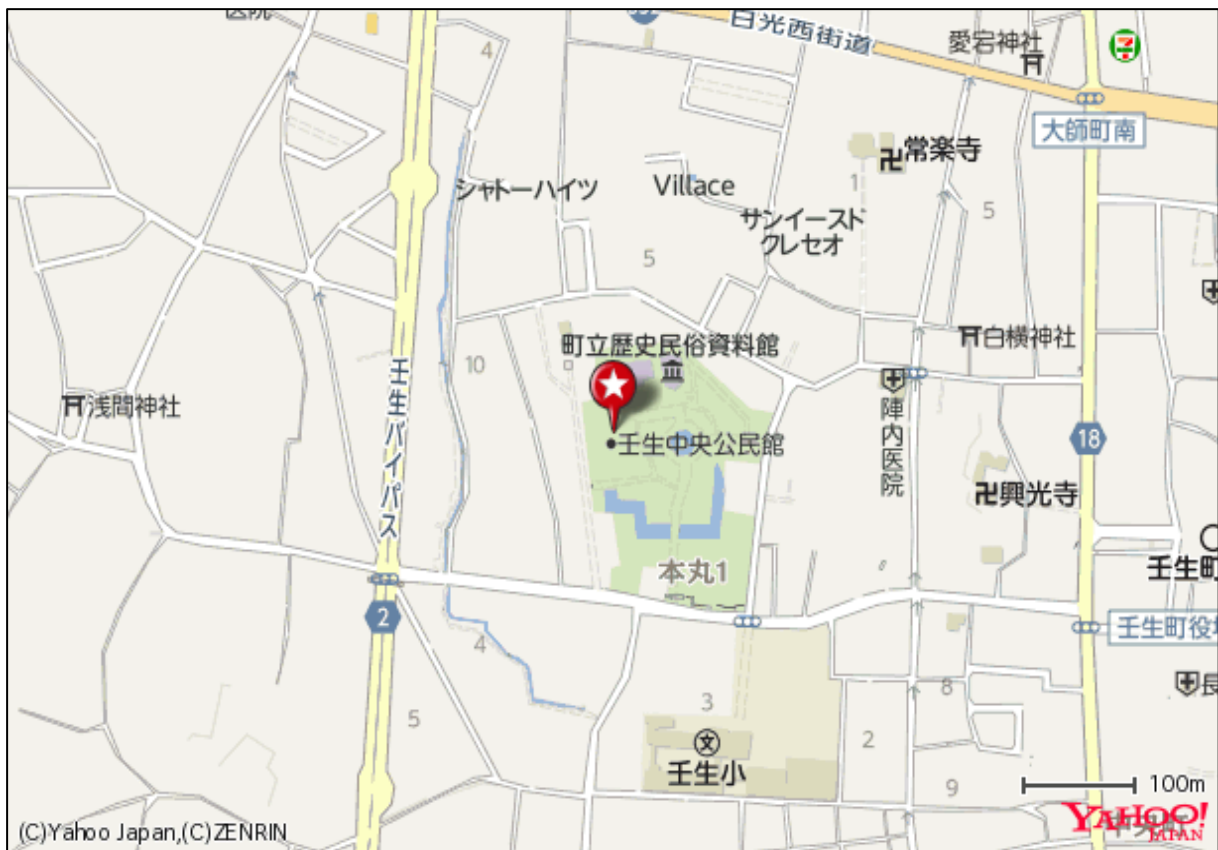 医院
4
日光西街道
愛宕神社
大師町南
常楽寺
シャトーハイツ
Villace
1
サンイースト
クレセオ
5
5
町立歴史民俗資料館
白横神社
10
壬生バイパス
浅間神社
壬生中央公民館
陣内医院
18
興光寺
本丸1
壬生町
2
壬生町役場
4
長
3
8
5
文
壬生小
2
9
100m
(C)Yahoo Japan,(C)ZENRIN
YAHOO!
JAPAN